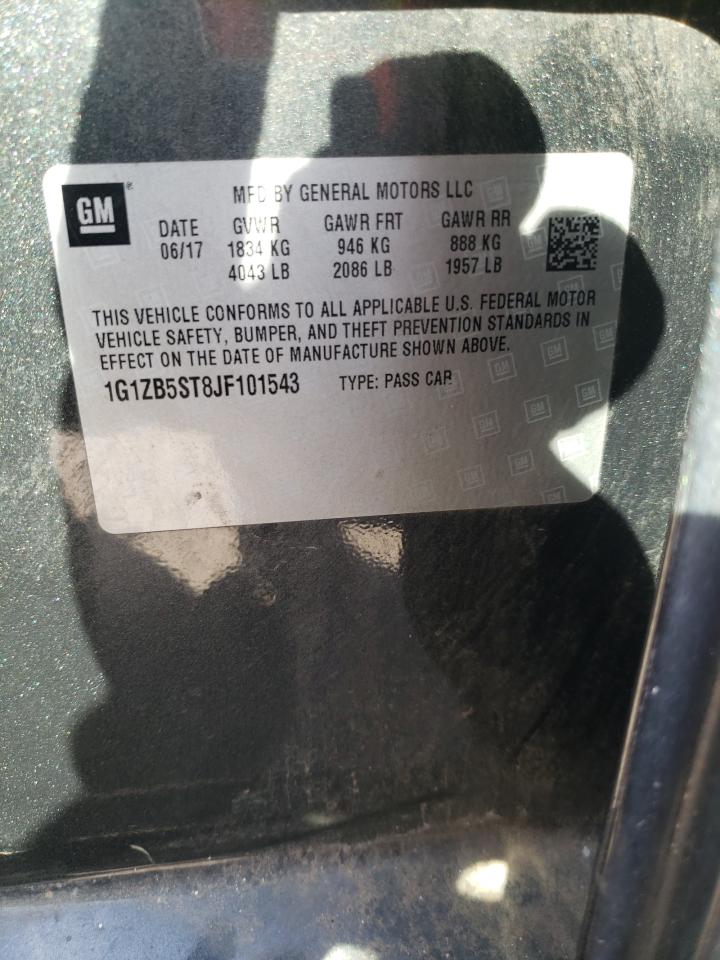 GM
MFD BY GENERAL MOTORS LLC
DATE GVWR GAWR FRT GAWR RR
06/17 1834 KG 946 KG 888 KG
4043 LB 2086 LB 1957 LB
THIS VEHICLE CONFORMS TO ALL APPLICABLE U.S. FEDERAL MOTOR
VEHICLE SAFETY, BUMPER, AND THEFT PREVENTION STANDARDS IN
EFFECT ON THE DATE OF MANUFACTURE SHOWN ABOVE.
1G1ZB5ST8JF101543 TYPE: PASS CAR